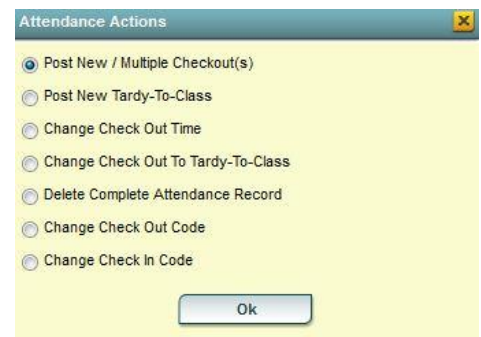 Attendance Actions
Post New / Multiple Checkout(s)
Post New Tardy-To-Class
Change Check Out Time
Change Check Out To Tardy-To-Class
Delete Complete Attendance Record
Change Check Out Code
Change Check In Code
Ok